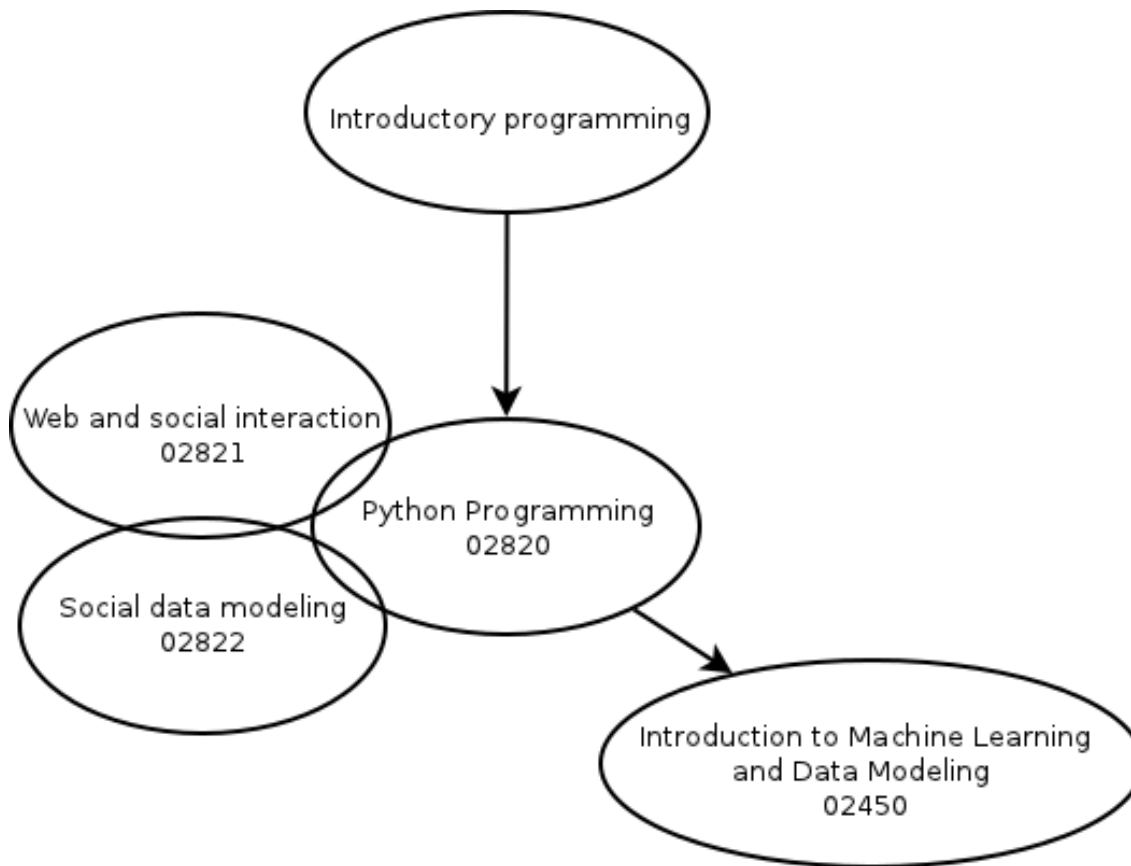 Introductory programming
Web and social interaction
02821
Python Programming
02820
Social data modeling
02822
Introduction to Machine Learning
and Data Modeling
02450